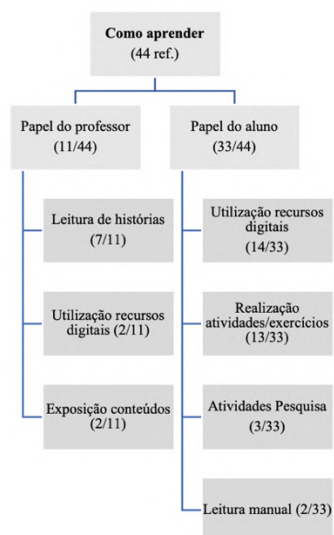 Como aprender
(44 ref.)
Papel do professor
(11/44)
Leitura de histórias
(7/11)
Utilização recursos
digitais (2/11)
Exposição conteúdos
(2/11)
Papel do aluno
(33/44)
Utilização recursos
digitais
(14/33)
Realização
atividades/exercícios
(13/33)
Atividades Pesquisa
(3/33)
Leitura manual (2/33)